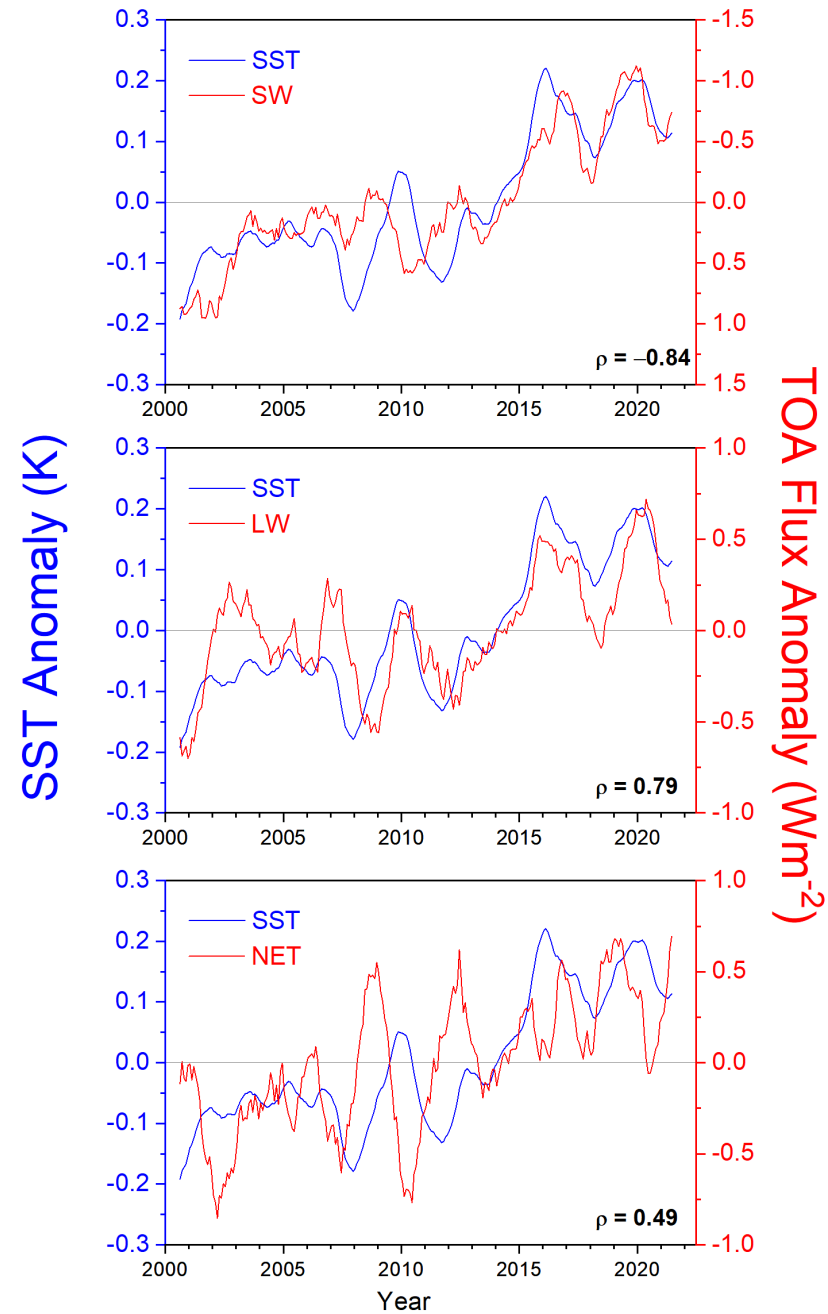 SST Anomaly (K)
TOA Flux Anomaly (Wm⁻²)
0.3
0.2
0.1
0.0
-0.1
-0.2
-0.3
SST
SW
-1.5
-1.0
-0.5
0.0
0.5
1.0
1.5
ρ = −0.84
2000 2005 2010 2015 2020
0.3
0.2
0.1
0.0
-0.1
-0.2
-0.3
SST
LW
1.0
0.5
0.0
-0.5
-1.0
ρ = 0.79
2000 2005 2010 2015 2020
0.3
0.2
0.1
0.0
-0.1
-0.2
-0.3
SST
NET
1.0
0.5
0.0
-0.5
-1.0
ρ = 0.49
2000 2005 2010 2015 2020
Year